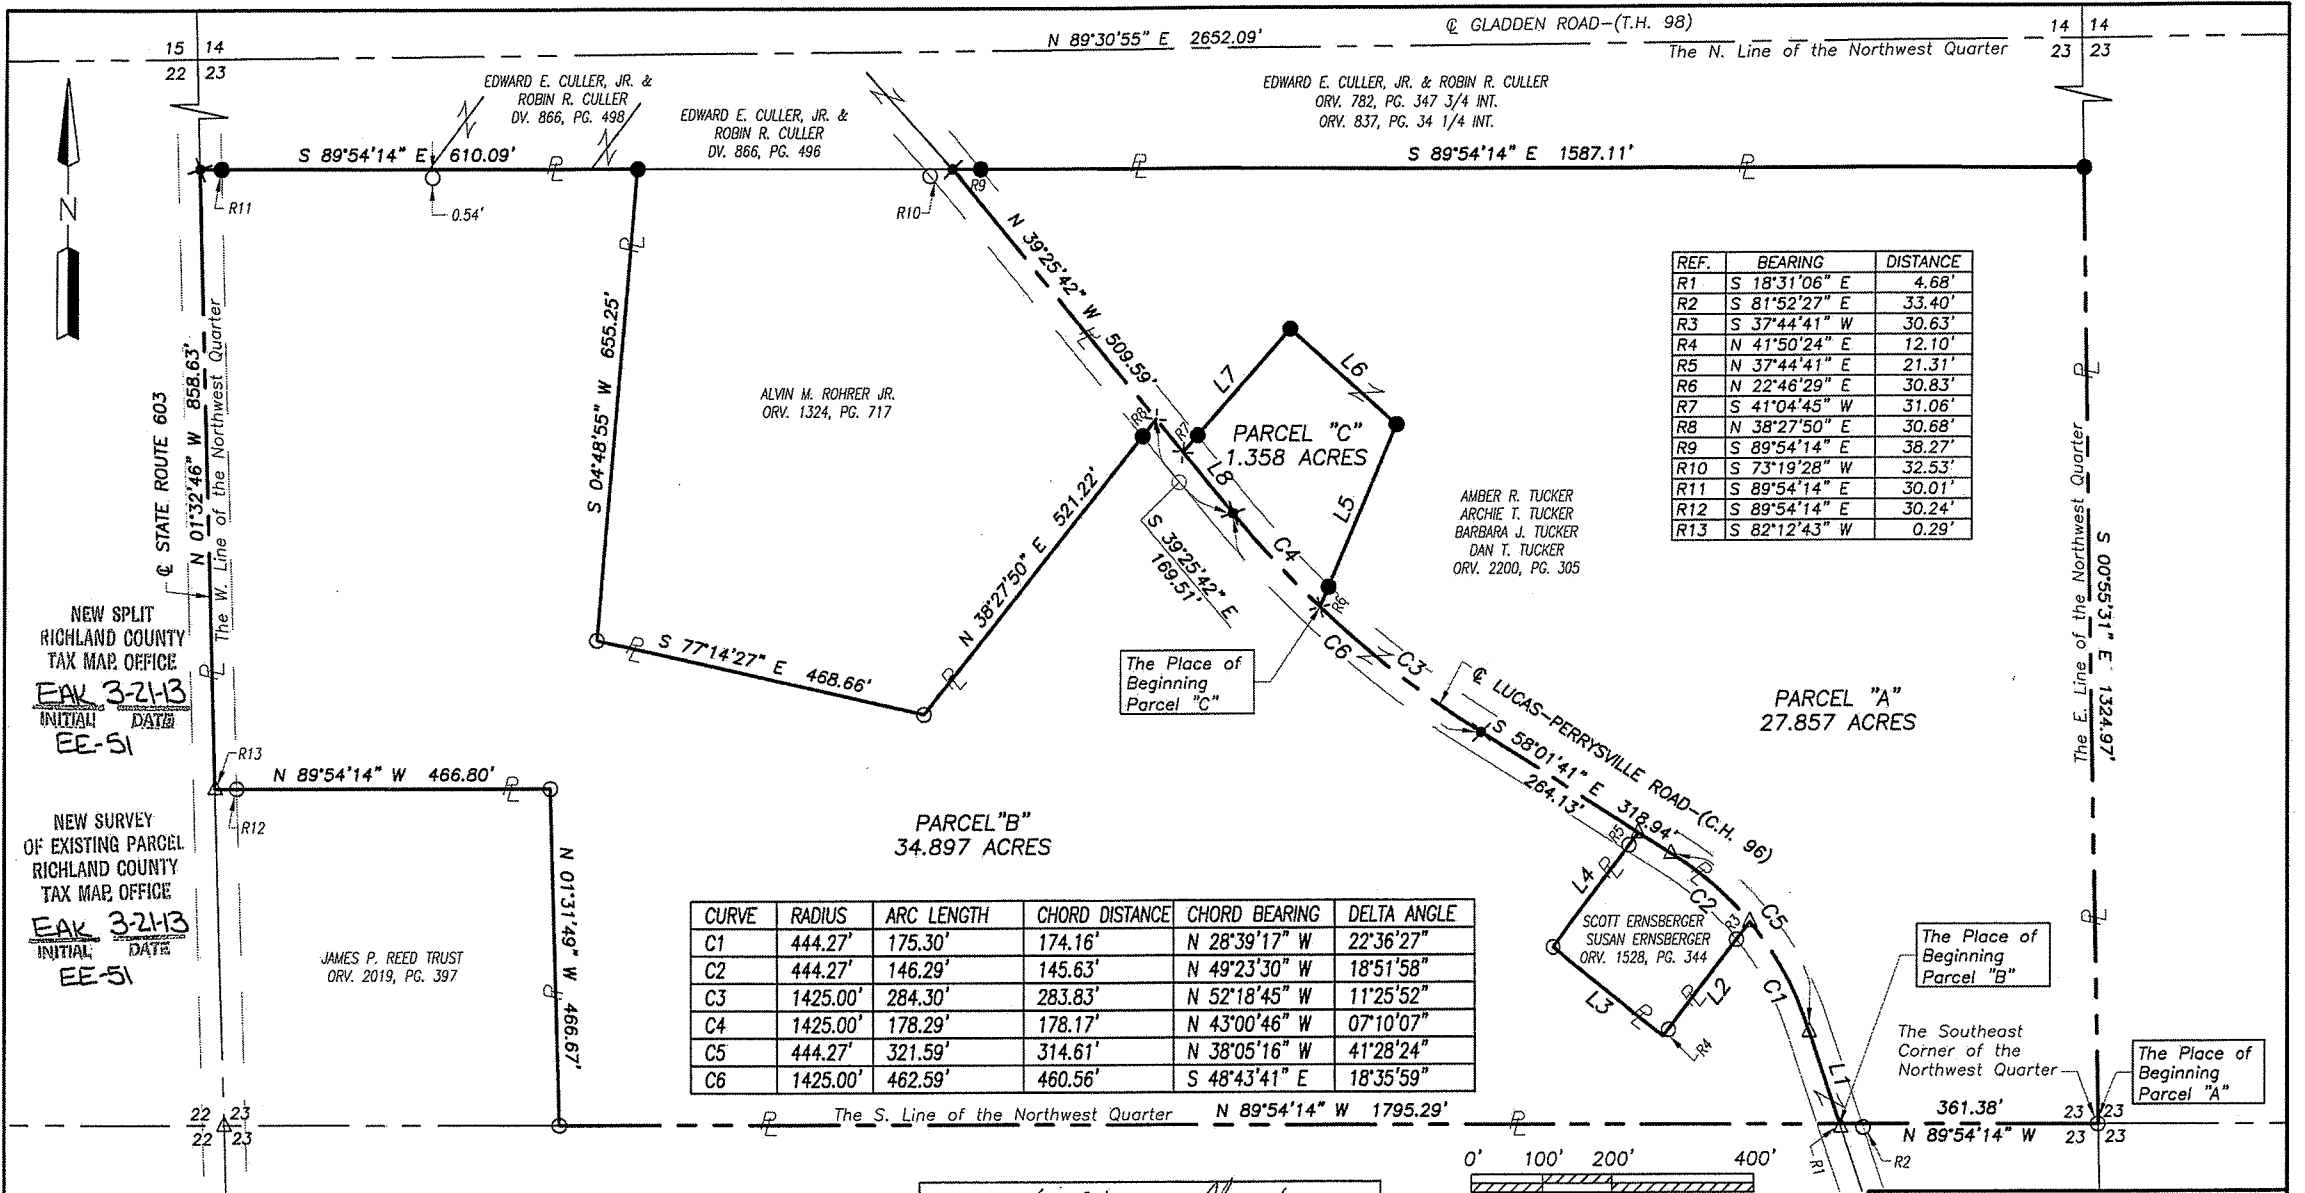 ℄ GLADDEN ROAD-(T.H. 98)
N 89°30'55" E 2652.09'
The N. Line of the Northwest Quarter
15 14
22 23
14 14
23 23
EDWARD E. CULLER, JR. &
ROBIN R. CULLER
DV. 866, PG. 498
EDWARD E. CULLER, JR. &
ROBIN R. CULLER
DV. 866, PG. 496
EDWARD E. CULLER, JR. & ROBIN R. CULLER
ORV. 782, PG. 347 3/4 INT.
ORV. 837, PG. 34 1/4 INT.
S 89°54'14" E 610.09'
S 89°54'14" E 1587.11'
N
R11
0.54'
R10
R9
N 39°25'42" W 509.59'
REF. BEARING DISTANCE
R1 S 18°31'06" E 4.68'
R2 S 81°52'27" E 33.40'
R3 S 37°44'41" W 30.63'
R4 N 41°50'24" E 12.10'
R5 N 37°44'41" E 21.31'
R6 N 22°46'29" E 30.83'
R7 S 41°04'45" W 31.06'
R8 N 38°27'50" E 30.68'
R9 S 89°54'14" E 38.27'
R10 S 73°19'28" W 32.53'
R11 S 89°54'14" E 30.01'
R12 S 89°54'14" E 30.24'
R13 S 82°12'43" W 0.29'
℄ STATE ROUTE 603
N 01°32'46" W 858.63'
The W. Line of the Northwest Quarter
S 04°48'55" W 655.25'
ALVIN M. ROHRER JR.
ORV. 1324, PG. 717
L7
L6
R8
R7
PARCEL "C"
1.358 ACRES
L8
L5
C4
R6
S 39°25'42" E
169.51'
N 38°27'50" E 521.22'
S 77°14'27" E 468.66'
AMBER R. TUCKER
ARCHIE T. TUCKER
BARBARA J. TUCKER
DAN T. TUCKER
ORV. 2200, PG. 305
The E. Line of the Northwest Quarter
S 00°55'31" E 1324.97'
NEW SPLIT
RICHLAND COUNTY
TAX MAP OFFICE
EAK 3-21-13
INITIAL DATE
EE-51
The Place of
Beginning
Parcel "C"
C6
C3
℄ LUCAS-PERRYSVILLE ROAD-(C.H. 96)
PARCEL "A"
27.857 ACRES
S 58°01'41" E 318.94'
264.13'
R13
N 89°54'14" W 466.80'
R12
NEW SURVEY
OF EXISTING PARCEL
RICHLAND COUNTY
TAX MAP OFFICE
EAK 3-21-13
INITIAL DATE
EE-51
PARCEL"B"
34.897 ACRES
N 01°31'49" W 466.67'
JAMES P. REED TRUST
ORV. 2019, PG. 397
R5
L4
C2
C5
R3
SCOTT ERNSBERGER
SUSAN ERNSBERGER
ORV. 1528, PG. 344
L3
L2
R4
C1
L1
CURVE RADIUS ARC LENGTH CHORD DISTANCE CHORD BEARING DELTA ANGLE
C1 444.27' 175.30' 174.16' N 28°39'17" W 22°36'27"
C2 444.27' 146.29' 145.63' N 49°23'30" W 18°51'58"
C3 1425.00' 284.30' 283.83' N 52°18'45" W 11°25'52"
C4 1425.00' 178.29' 178.17' N 43°00'46" W 07°10'07"
C5 444.27' 321.59' 314.61' N 38°05'16" W 41°28'24"
C6 1425.00' 462.59' 460.56' S 48°43'41" E 18°35'59"
The Place of
Beginning
Parcel "B"
The Southeast
Corner of the
Northwest Quarter
The Place of
Beginning
Parcel "A"
22 23
22 23
The S. Line of the Northwest Quarter N 89°54'14" W 1795.29'
361.38'
N 89°54'14" W
23 23
23 23
R1
R2
0' 100' 200' 400'